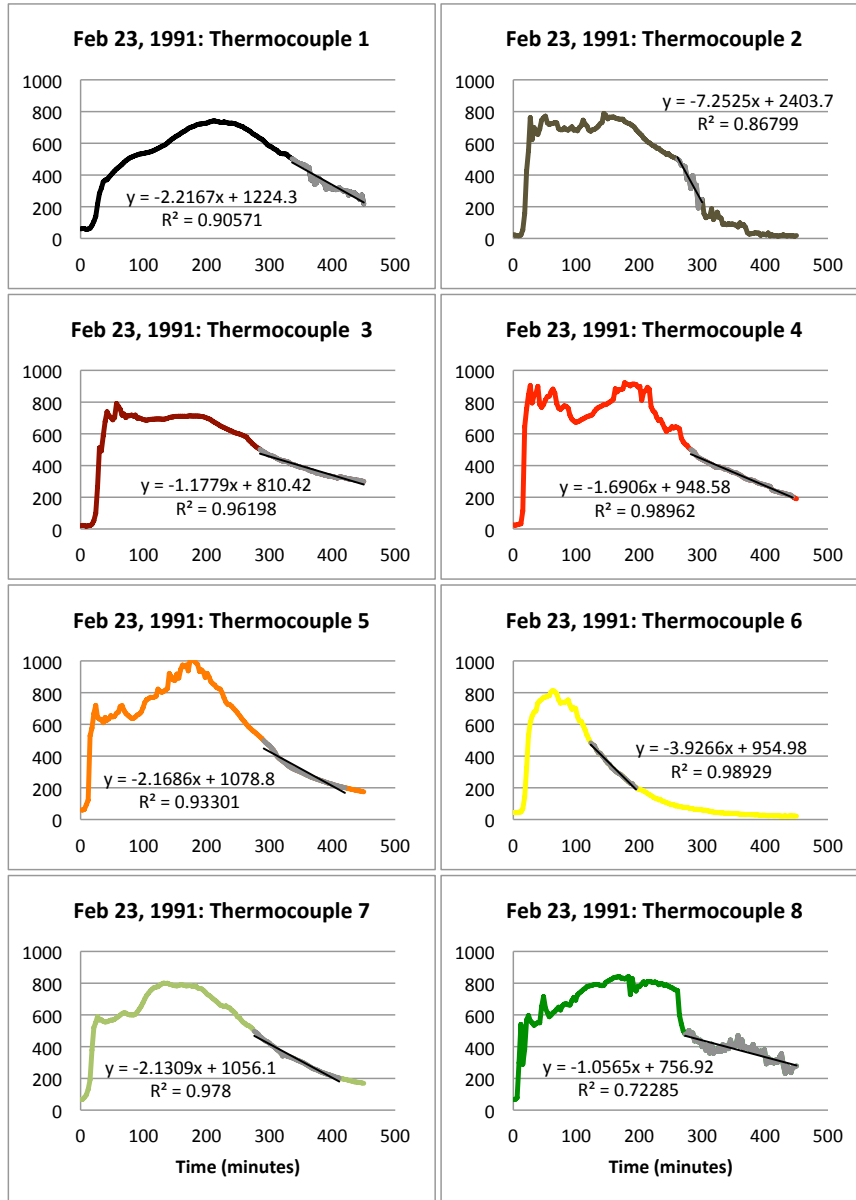 Feb 23, 1991: Thermocouple 1
1000
800
600
400
200
0
y = -2.2167x + 1224.3
R² = 0.90571
0 100 200 300 400 500
Feb 23, 1991: Thermocouple 2
1000
800
600
400
200
0
y = -7.2525x + 2403.7
R² = 0.86799
0 100 200 300 400 500
Feb 23, 1991: Thermocouple  3
1000
800
600
400
200
0
y = -1.1779x + 810.42
R² = 0.96198
0 100 200 300 400 500
Feb 23, 1991: Thermocouple 4
1000
800
600
400
200
0
y = -1.6906x + 948.58
R² = 0.98962
0 100 200 300 400 500
Feb 23, 1991: Thermocouple 5
1000
800
600
400
200
0
y = -2.1686x + 1078.8
R² = 0.93301
0 100 200 300 400 500
Feb 23, 1991: Thermocouple 6
1000
800
600
400
200
0
y = -3.9266x + 954.98
R² = 0.98929
0 100 200 300 400 500
Feb 23, 1991: Thermocouple 7
1000
800
600
400
200
0
y = -2.1309x + 1056.1
R² = 0.978
0 100 200 300 400 500
Time (minutes)
Feb 23, 1991: Thermocouple 8
1000
800
600
400
200
0
y = -1.0565x + 756.92
R² = 0.72285
0 100 200 300 400 500
Time (minutes)